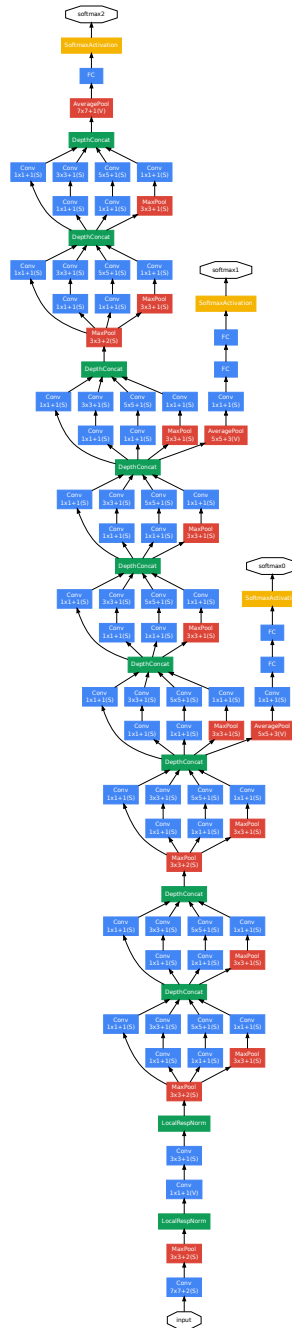 softmax2
SoftmaxActivation
FC
AveragePool
7x7+1(V)
DepthConcat
Conv
1x1+1(S)
Conv
3x3+1(S)
Conv
5x5+1(S)
Conv
1x1+1(S)
Conv
1x1+1(S)
Conv
1x1+1(S)
MaxPool
3x3+1(S)
DepthConcat
Conv
1x1+1(S)
Conv
3x3+1(S)
Conv
5x5+1(S)
Conv
1x1+1(S)
Conv
1x1+1(S)
Conv
1x1+1(S)
MaxPool
3x3+1(S)
MaxPool
3x3+2(S)
DepthConcat
softmax1
SoftmaxActivation
FC
FC
Conv
1x1+1(S)
Conv
3x3+1(S)
Conv
5x5+1(S)
Conv
1x1+1(S)
Conv
1x1+1(S)
Conv
1x1+1(S)
Conv
1x1+1(S)
MaxPool
3x3+1(S)
AveragePool
5x5+3(V)
DepthConcat
Conv
1x1+1(S)
Conv
3x3+1(S)
Conv
5x5+1(S)
Conv
1x1+1(S)
Conv
1x1+1(S)
Conv
1x1+1(S)
MaxPool
3x3+1(S)
DepthConcat
Conv
1x1+1(S)
Conv
3x3+1(S)
Conv
5x5+1(S)
Conv
1x1+1(S)
Conv
1x1+1(S)
Conv
1x1+1(S)
MaxPool
3x3+1(S)
DepthConcat
softmax0
SoftmaxActivati
FC
FC
Conv
1x1+1(S)
Conv
3x3+1(S)
Conv
5x5+1(S)
Conv
1x1+1(S)
Conv
1x1+1(S)
Conv
1x1+1(S)
Conv
1x1+1(S)
MaxPool
3x3+1(S)
AveragePool
5x5+3(V)
DepthConcat
Conv
1x1+1(S)
Conv
3x3+1(S)
Conv
5x5+1(S)
Conv
1x1+1(S)
Conv
1x1+1(S)
Conv
1x1+1(S)
MaxPool
3x3+1(S)
MaxPool
3x3+2(S)
DepthConcat
Conv
1x1+1(S)
Conv
3x3+1(S)
Conv
5x5+1(S)
Conv
1x1+1(S)
Conv
1x1+1(S)
Conv
1x1+1(S)
MaxPool
3x3+1(S)
DepthConcat
Conv
1x1+1(S)
Conv
3x3+1(S)
Conv
5x5+1(S)
Conv
1x1+1(S)
Conv
1x1+1(S)
Conv
1x1+1(S)
MaxPool
3x3+1(S)
MaxPool
3x3+2(S)
LocalRespNorm
Conv
3x3+1(S)
Conv
1x1+1(V)
LocalRespNorm
MaxPool
3x3+2(S)
Conv
7x7+2(S)
input